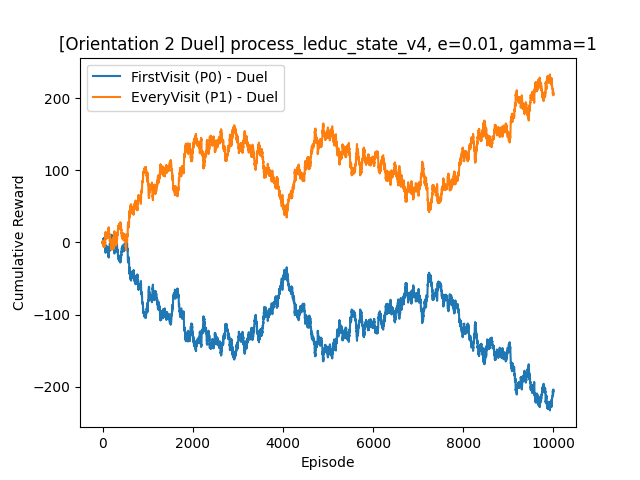 [Orientation 2 Duel] process_leduc_state_v4, e=0.01, gamma=1
FirstVisit (P0) - Duel
EveryVisit (P1) - Duel
200
100
0
−100
−200
Cumulative Reward
0
2000
4000
6000
8000
10000
Episode